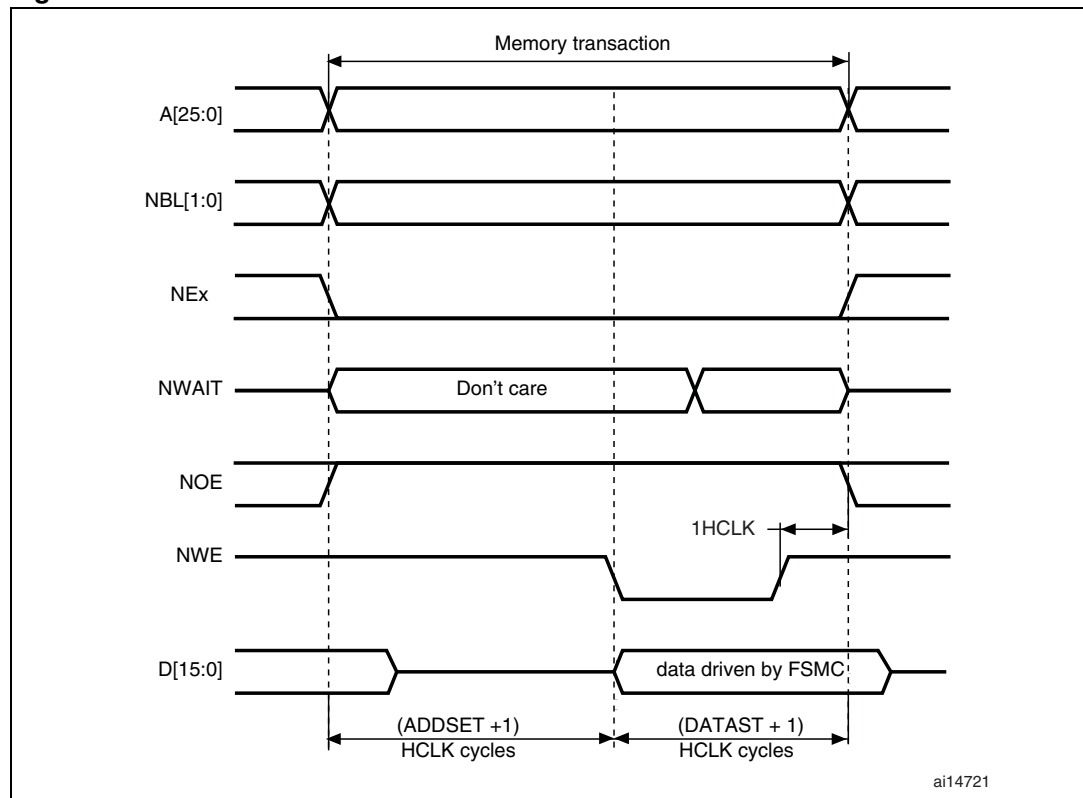 Memory transaction
A[25:0]
NBL[1:0]
NEx
NWAIT
Don't care
NOE
1HCLK
NWE
D[15:0]
data driven by FSMC
(ADDSET +1)
HCLK cycles
(DATAST + 1)
HCLK cycles
ai14721